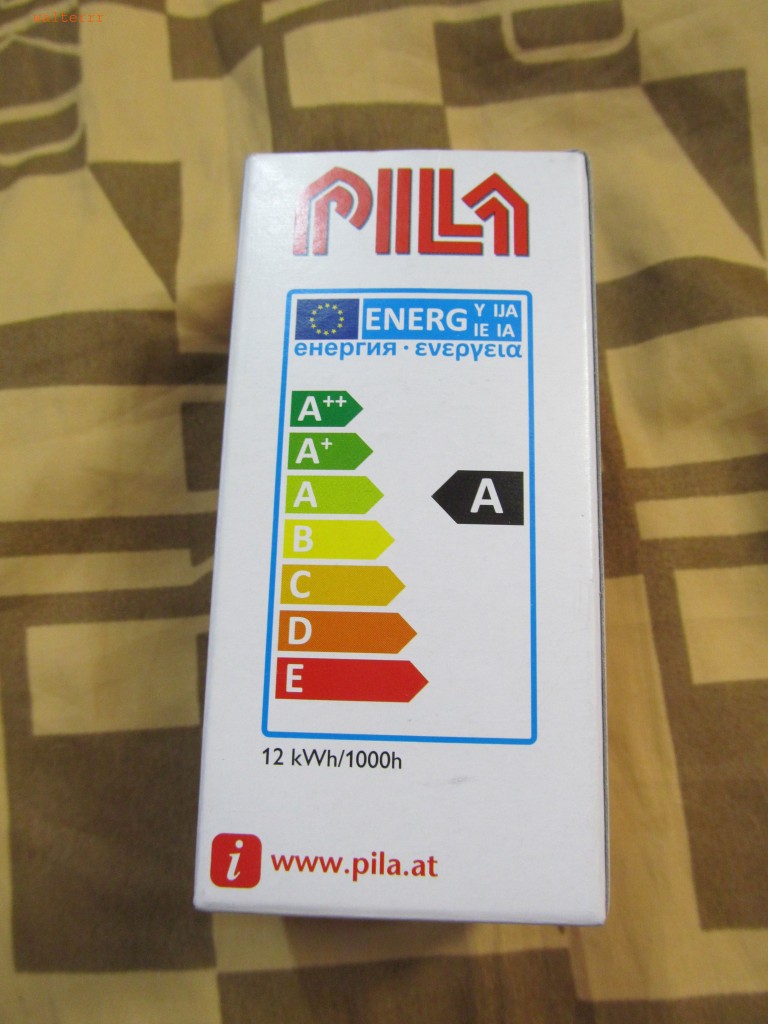 PILA
ENERG Y IJA
IE IA
енергия · ενεργεια
A++
A+
A
A
B
C
D
E
12 kWh/1000h
i www.pila.at